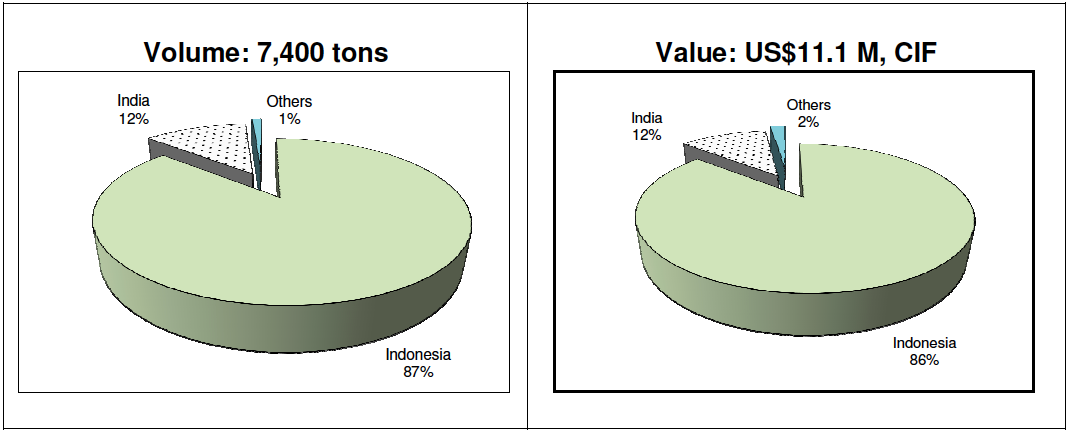 Volume: 7,400 tons
India
12%
Others
1%
Indonesia
87%
Value: US$11.1 M, CIF
India
12%
Others
2%
Indonesia
86%